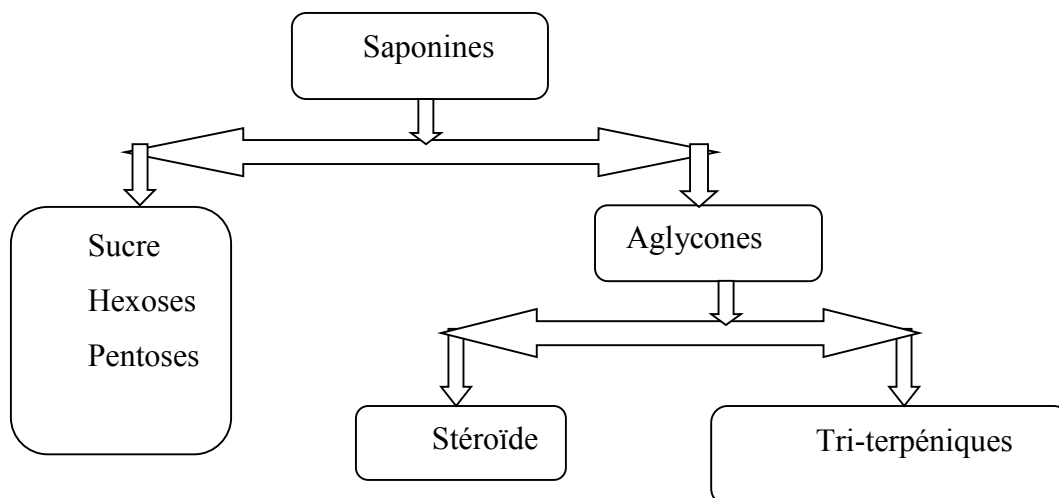 Saponines
Sucre
Hexoses
Pentoses
Aglycones
Stéroïde
Tri-terpéniques